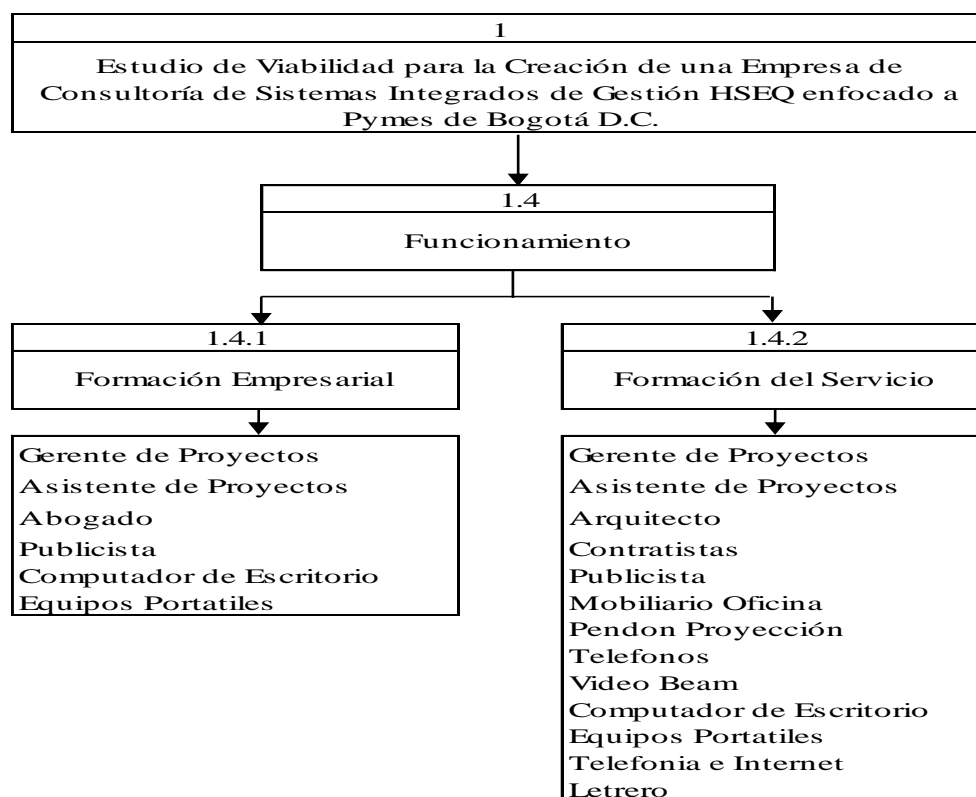 1
Estudio de Viabilidad para la Creación de una Empresa de
Consultoría de Sistemas Integrados de Gestión HSEQ enfocado a
Pymes de Bogotá D.C.
1.4
Funcionamiento
1.4.1
Formación Empresarial
Gerente de Proyectos
Asistente de Proyectos
Abogado
Publicista
Computador de Escritorio
Equipos Portatiles
1.4.2
Formación del Servicio
Gerente de Proyectos
Asistente de Proyectos
Arquitecto
Contratistas
Publicista
Mobiliario Oficina
Pendon Proyección
Telefonos
Video Beam
Computador de Escritorio
Equipos Portatiles
Telefonia e Internet
Letrero